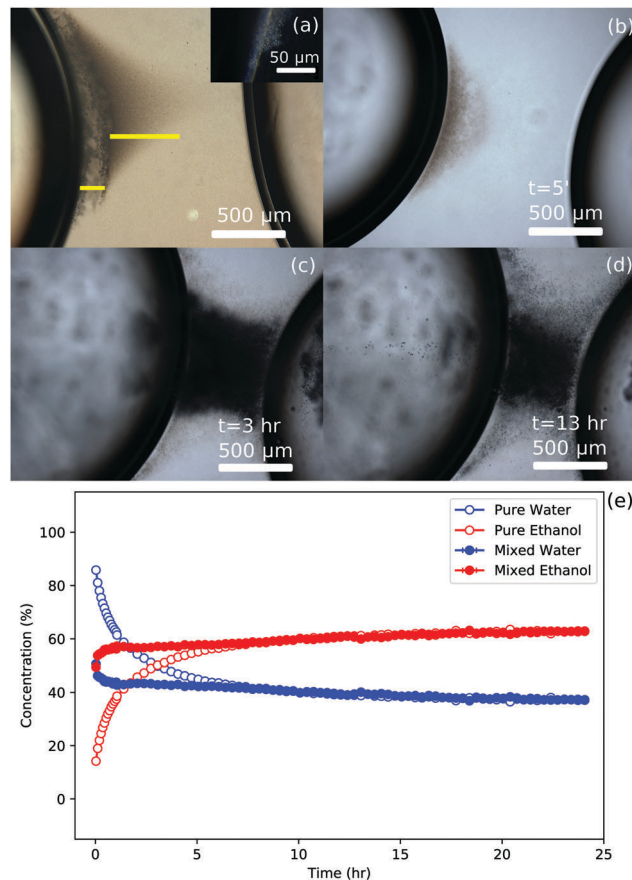 (a)
50 μm
500 μm
(b)
t=5'
500 μm
(c)
t=3 hr
500 μm
(d)
t=13 hr
500 μm
(e)
Pure Water
Pure Ethanol
Mixed Water
Mixed Ethanol
Concentration (%)
100
80
60
40
20
0
0
5
10
15
20
25
Time (hr)